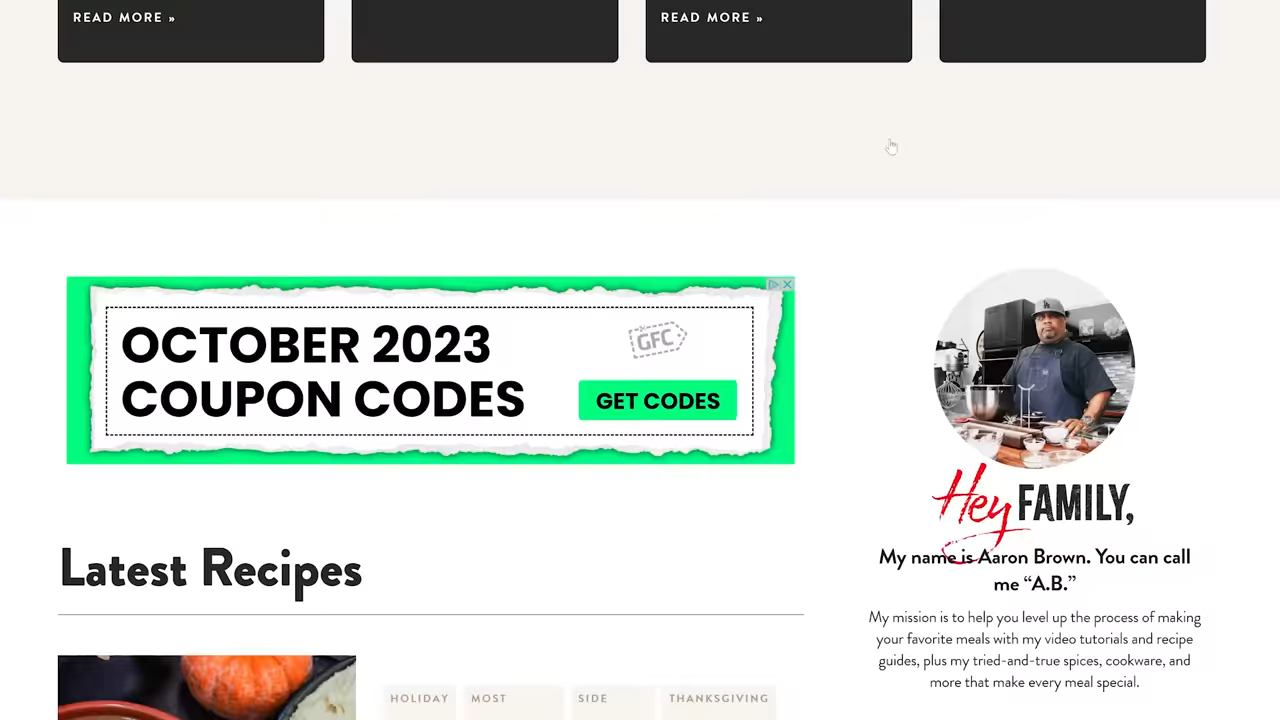 READ MORE »
READ MORE »
OCTOBER 2023
COUPON CODES
GFC
GET CODES
Hey FAMILY,
My name is Aaron Brown. You can call
me “A.B.”
My mission is to help you level up the process of making
your favorite meals with my video tutorials and recipe
guides, plus my tried-and-true spices, cookware, and
more that make every meal special.
Latest Recipes
HOLIDAY
MOST
SIDE
THANKSGIVING